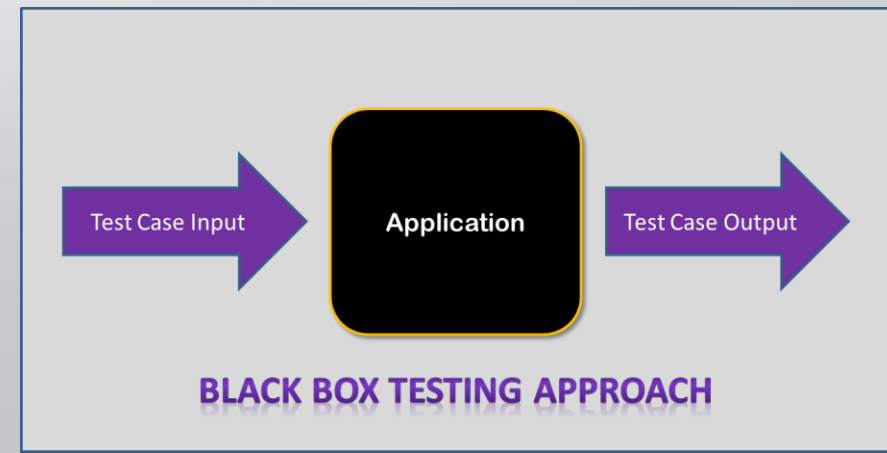 Test Case Input
Application
Test Case Output
BLACK BOX TESTING APPROACH